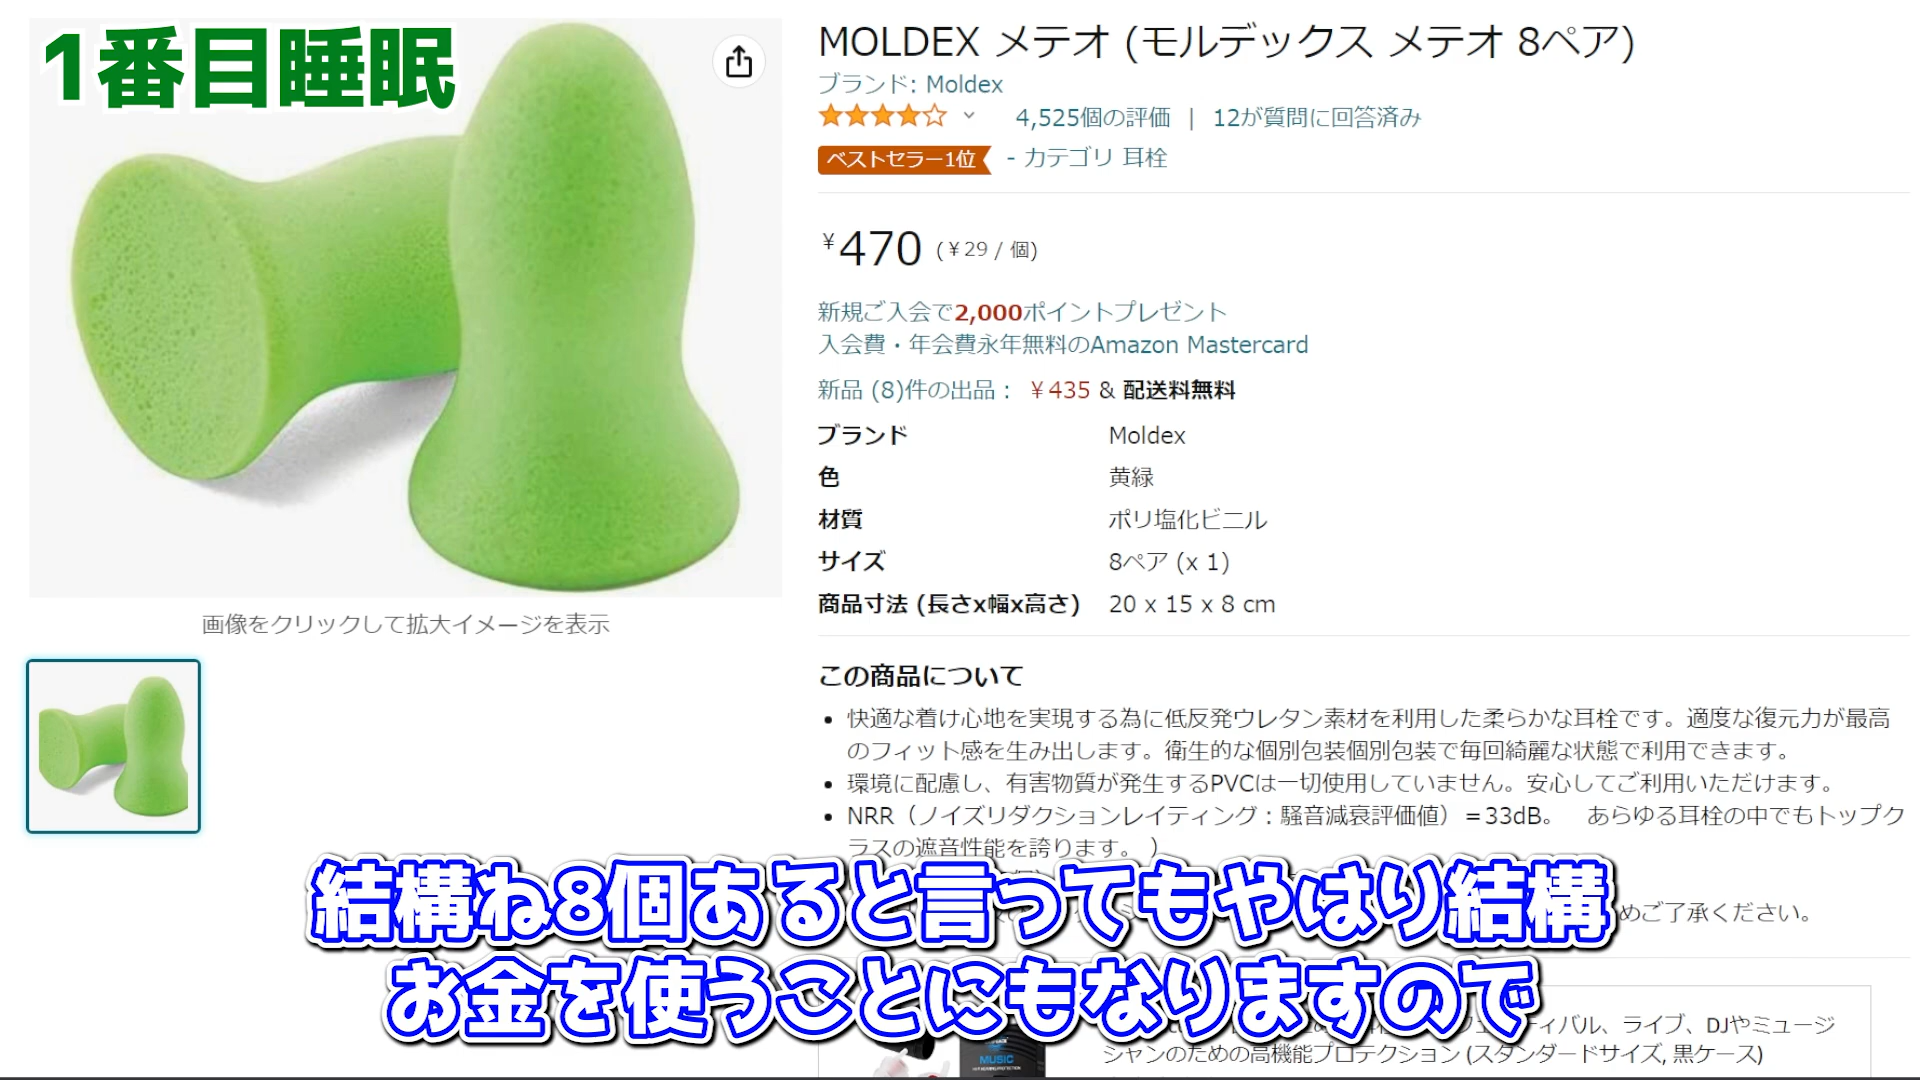 1番目睡眠
MOLDEX メテオ (モルデックス メテオ 8ペア)
ブランド: Moldex
4,525個の評価 | 12が質問に回答済み
ベストセラー1位 - カテゴリ 耳栓
¥470 (¥29 / 個)
新規ご入会で2,000ポイントプレゼント
入会費・年会費永年無料のAmazon Mastercard
新品 (8)件の出品: ¥435 & 配送料無料
ブランド Moldex
色 黄緑
材質 ポリ塩化ビニル
サイズ 8ペア (x 1)
商品寸法 (長さx幅x高さ) 20 x 15 x 8 cm
画像をクリックして拡大イメージを表示
この商品について
快適な着け心地を実現する為に低反発ウレタン素材を利用した柔らかな耳栓です。適度な復元力が最高
のフィット感を生み出します。衛生的な個別包装個別包装で毎回綺麗な状態で利用できます。
環境に配慮し、有害物質が発生するPVCは一切使用していません。安心してご利用いただけます。
NRR(ノイズリダクションレイティング:騒音減衰評価値)=33dB。 あらゆる耳栓の中でもトップク
ラスの遮音性能を誇ります。 )
めご了承ください。
結構ね8個あると言ってもやはり結構
お金を使うことにもなりますので
ィバル、ライブ、DJやミュージ
シャンのための高機能プロテクション (スタンダードサイズ, 黒ケース)
MUSIC